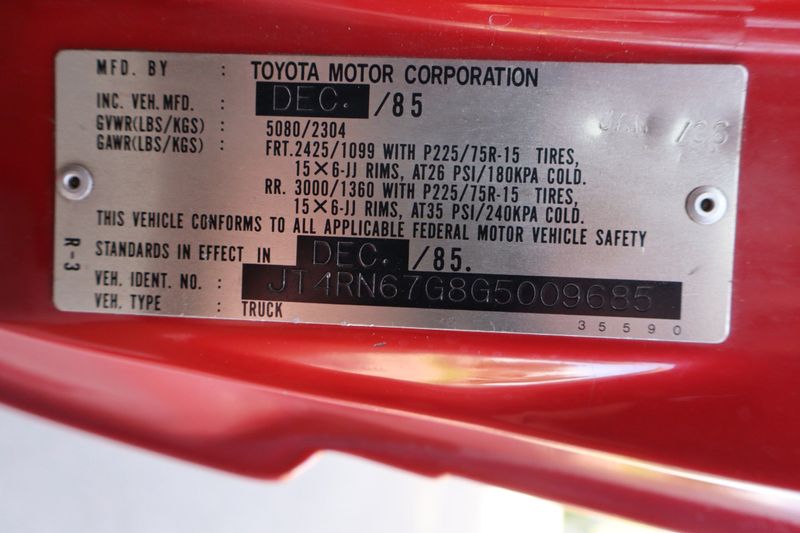 MFD. BY : TOYOTA MOTOR CORPORATION
INC. VEH. MFD. : DEC. /85
GVWR(LBS/KGS) : 5080/2304
GAWR(LBS/KGS) : FRT. 2425/1099 WITH P225/75R-15 TIRES,
15×6-JJ RIMS, AT26 PSI/180KPA COLD.
RR. 3000/1360 WITH P225/75R-15 TIRES,
15×6-JJ RIMS, AT35 PSI/240KPA COLD.
THIS VEHICLE CONFORMS TO ALL APPLICABLE FEDERAL MOTOR VEHICLE SAFETY
STANDARDS IN EFFECT IN DEC. /85.
VEH. IDENT. NO. : JT4RN67G8G5009685
VEH. TYPE : TRUCK
35590
R-3